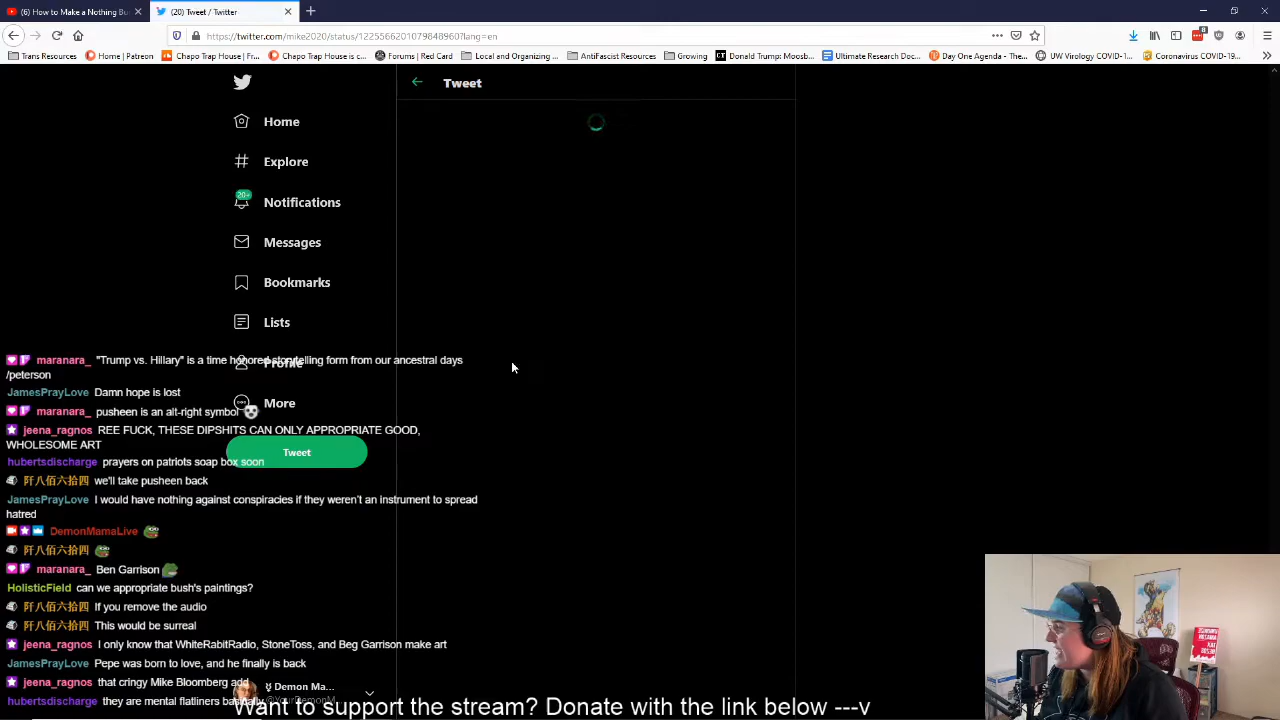 (6) How to Make a Nothing Bu
(20) Tweet / Twitter
https://twitter.com/mike2020/status/1225566201079848960?lang=en
Trans Resources
Home | Patreon
Chapo Trap House | Fr...
Chapo Trap House is c...
Forums | Red Card
Local and Organizing ...
AntiFascist Resources
Growing
Donald Trump: Moosb...
Ultimate Research Doc...
Day One Agenda - The...
UW Virology COVID-1...
Coronavirus COVID-19...
Tweet
Home
Explore
20+
Notifications
Messages
Bookmarks
Lists
Profile
More
Tweet
maranara_ "Trump vs. Hillary" is a time honored storytelling form from our ancestral days
/peterson
JamesPrayLove Damn hope is lost
maranara_ pusheen is an alt-right symbol
jeena_ragnos REE FUCK, THESE DIPSHITS CAN ONLY APPROPRIATE GOOD,
WHOLESOME ART
hubertsdischarge prayers on patriots soap box soon
阡八佰六拾四 we'll take pusheen back
JamesPrayLove I would have nothing against conspiracies if they weren't an instrument to spread
hatred
DemonMamaLive
阡八佰六拾四
maranara_ Ben Garrison
HolisticField can we appropriate bush's paintings?
阡八佰六拾四 If you remove the audio
阡八佰六拾四 This would be surreal
jeena_ragnos I only know that WhiteRabitRadio, StoneToss, and Beg Garrison make art
JamesPrayLove Pepe was born to love, and he finally is back
jeena_ragnos that cringy Mike Bloomberg add
hubertsdischarge they are mental flatliners basically
Demon Ma...
@YourDemonM
Want to support the stream? Donate with the link below ---v